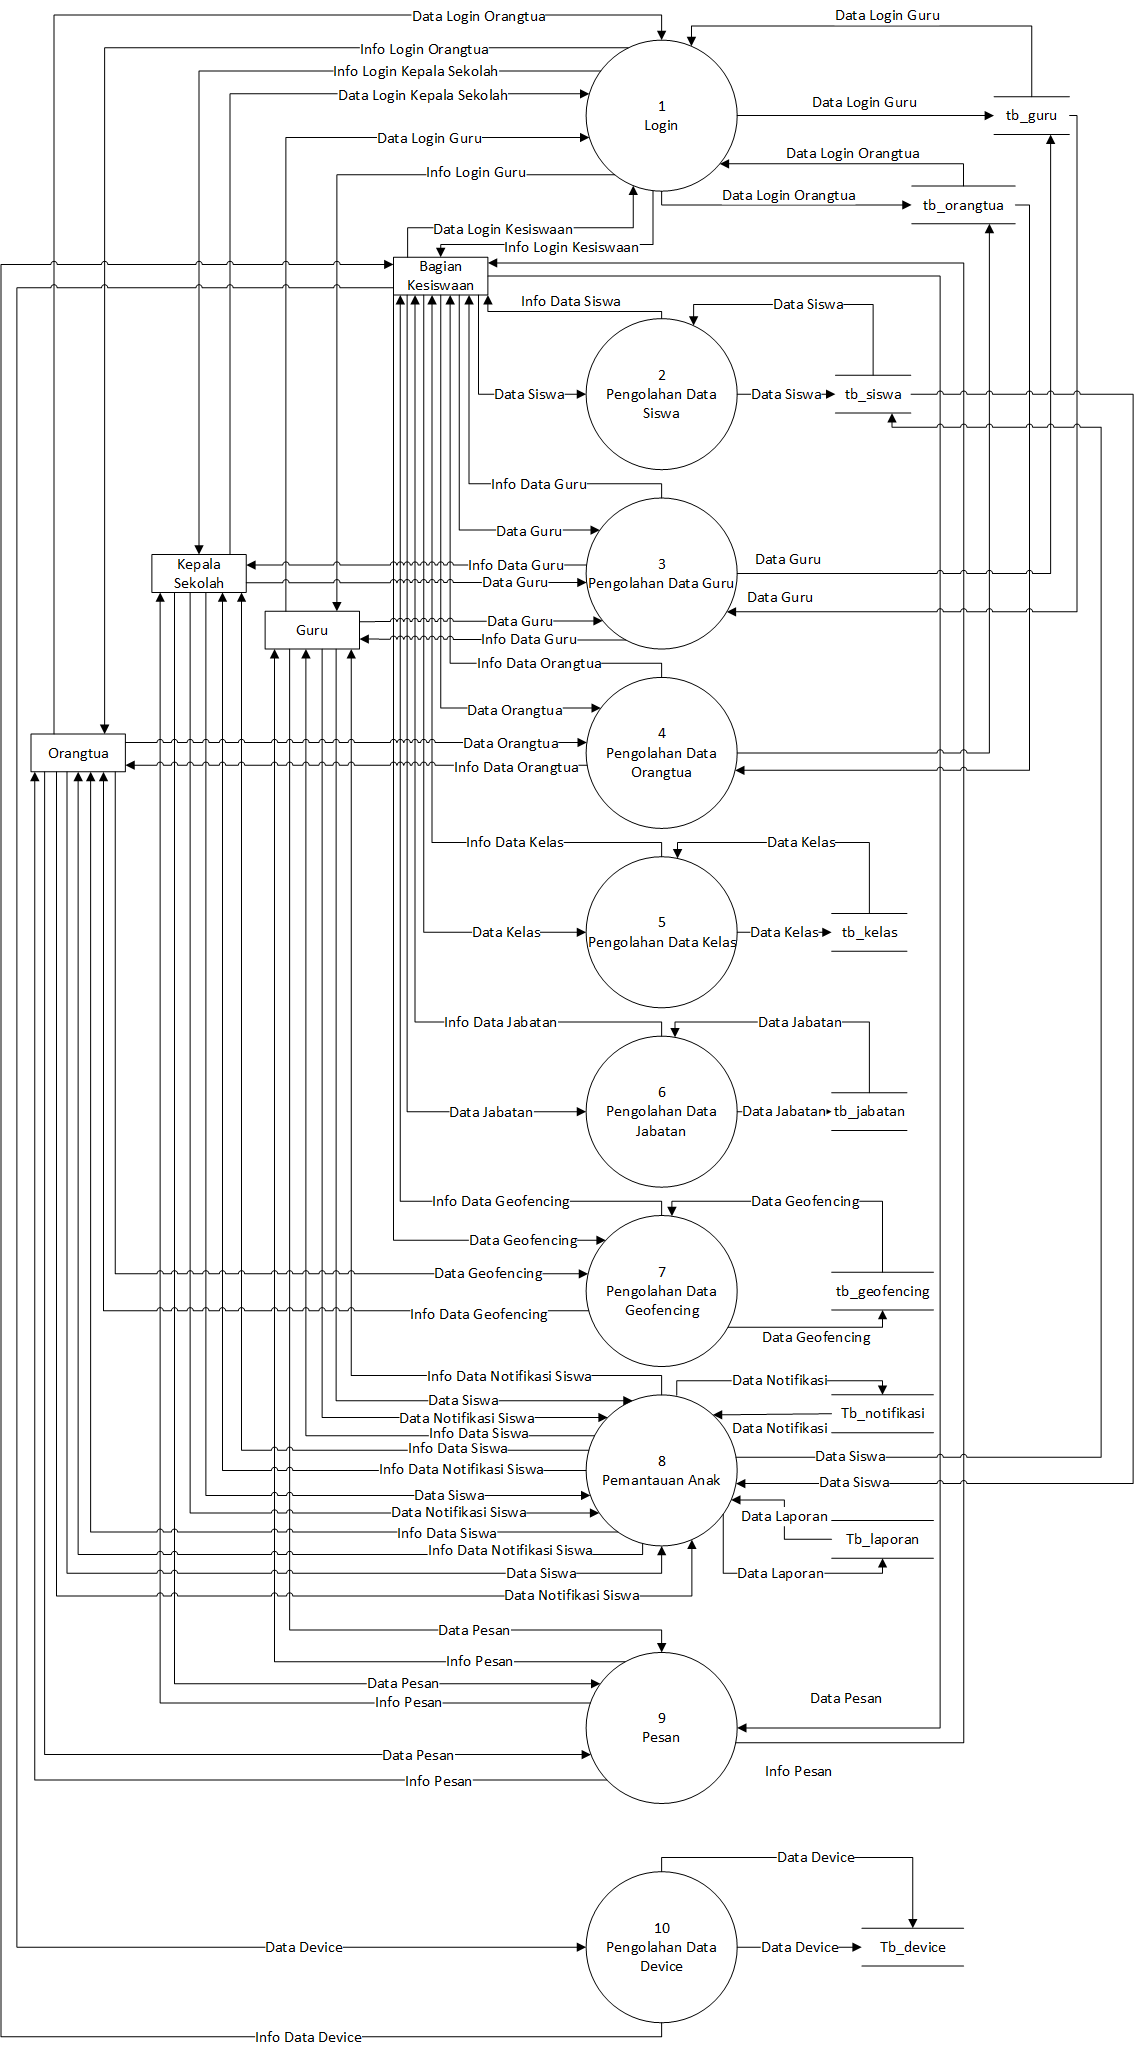 Data Login Orangtua
Data Login Guru
Info Login Orangtua
Info Login Kepala Sekolah
Data Login Kepala Sekolah
1
Login
Data Login Guru
tb_guru
Data Login Guru
Data Login Orangtua
Info Login Guru
Data Login Orangtua
tb_orangtua
Data Login Kesiswaan
Info Login Kesiswaan
Bagian
Kesiswaan
Info Data Siswa
Data Siswa
2
Pengolahan Data
Siswa
Data Siswa
Data Siswa
tb_siswa
Info Data Guru
Data Guru
Kepala
Sekolah
Info Data Guru
Data Guru
3
Pengolahan Data Guru
Data Guru
Data Guru
Guru
Data Guru
Info Data Guru
Info Data Orangtua
Data Orangtua
Orangtua
Data Orangtua
Info Data Orangtua
4
Pengolahan Data
Orangtua
Info Data Kelas
Data Kelas
Data Kelas
5
Pengolahan Data Kelas
Data Kelas
tb_kelas
Info Data Jabatan
Data Jabatan
Data Jabatan
6
Pengolahan Data
Jabatan
Data Jabatan
tb_jabatan
Info Data Geofencing
Data Geofencing
Data Geofencing
Data Geofencing
7
Pengolahan Data
Geofencing
tb_geofencing
Info Data Geofencing
Data Geofencing
Info Data Notifikasi Siswa
Data Notifikasi
Data Siswa
Data Notifikasi Siswa
Tb_notifikasi
Info Data Siswa
Data Notifikasi
Info Data Siswa
Data Siswa
Info Data Notifikasi Siswa
8
Pemantauan Anak
Data Siswa
Data Siswa
Data Notifikasi Siswa
Data Laporan
Info Data Siswa
Tb_laporan
Info Data Notifikasi Siswa
Data Siswa
Data Laporan
Data Notifikasi Siswa
Data Pesan
Info Pesan
Data Pesan
Info Pesan
Data Pesan
9
Pesan
Data Pesan
Info Pesan
Info Pesan
Data Device
10
Pengolahan Data
Device
Data Device
Data Device
Tb_device
Info Data Device